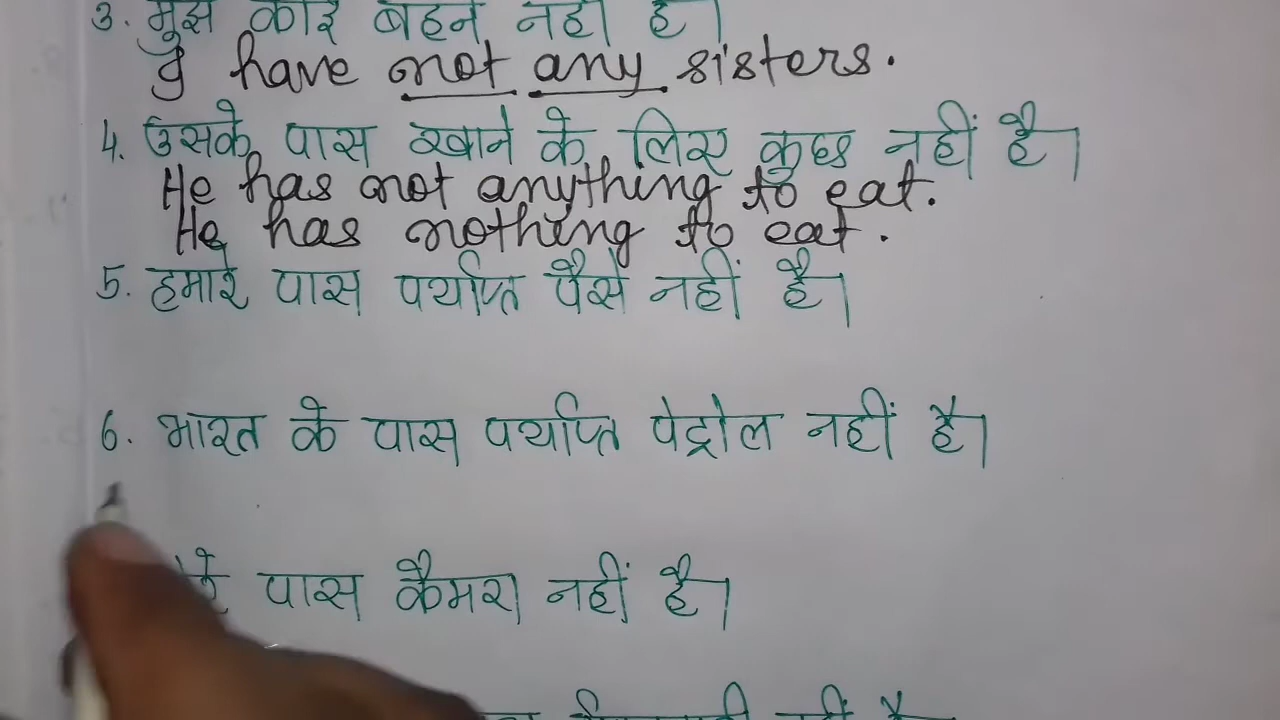 3. मुझे कोई बहन नहीं है।
I have not any sisters.
4. उसके पास खाने के लिए कुछ नहीं है।
He has not anything to eat.
He has nothing to eat.
5. हमारे पास पर्याप्त पैसे नहीं है।
6. भारत के पास पर्याप्त पेट्रोल नहीं है।
पास कैमरा नहीं है।
नहीं है